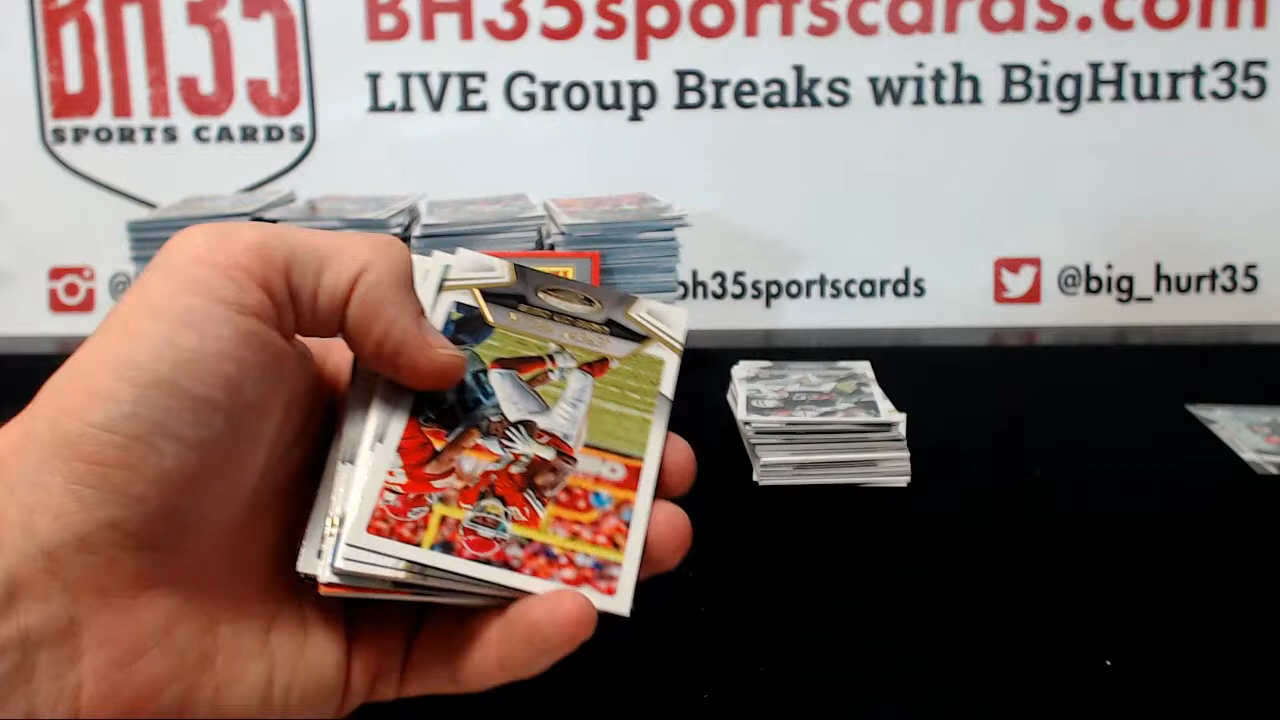 BH35
SPORTS CARDS
BH35sportscards.com
LIVE Group Breaks with BigHurt35
@
bh35sportscards
@big_hurt35